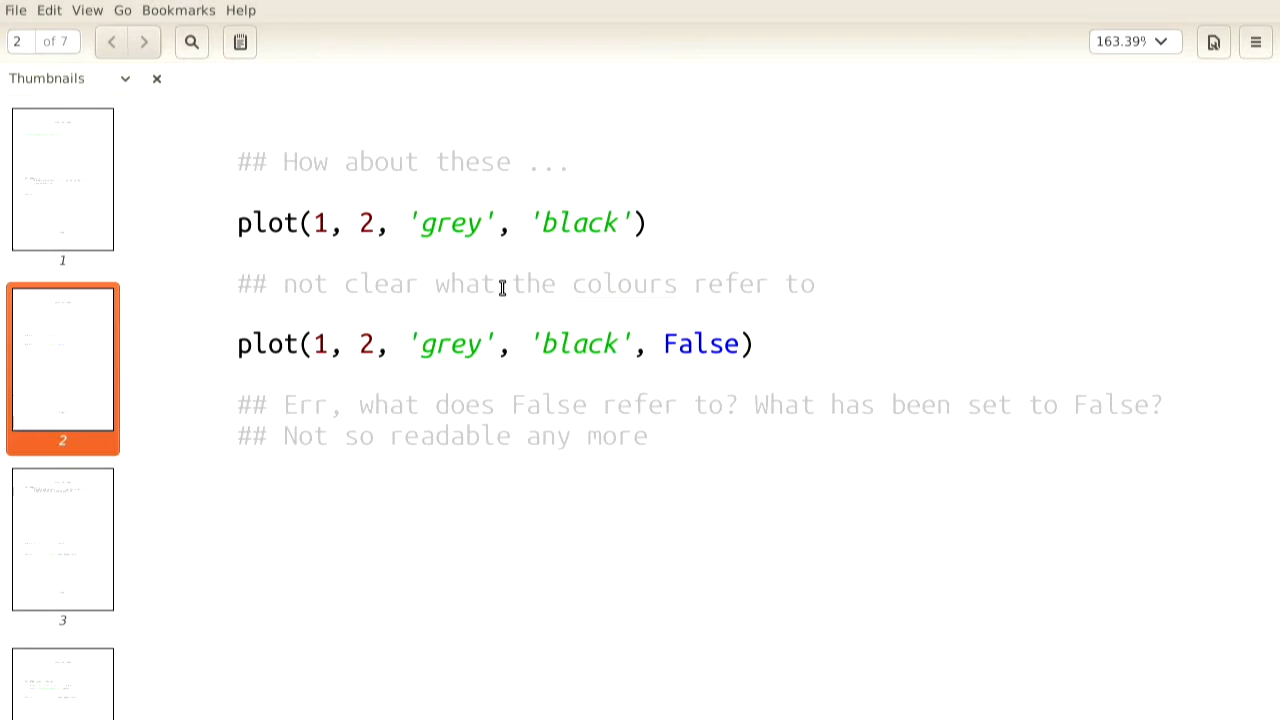 File Edit View Go Bookmarks Help
2 of 7
163.39%
Thumbnails
## How about these ...
plot(1, 2, 'grey', 'black')
## not clear what the colours refer to
plot(1, 2, 'grey', 'black', False)
## Err, what does False refer to? What has been set to False?
## Not so readable any more
1
2
3